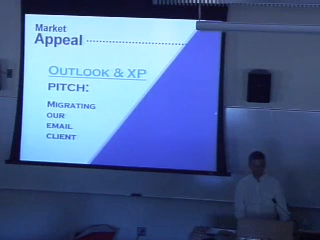 Market
Appeal
OUTLOOK & XP
PITCH:
MIGRATING
OUR
EMAIL
CLIENT